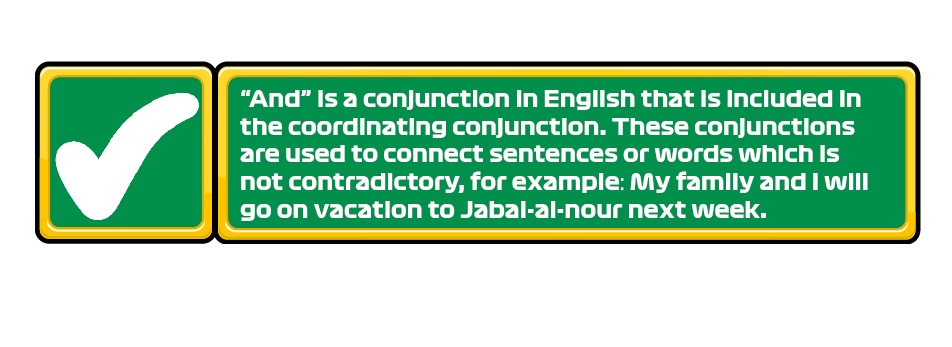 “And” is a conjunction in English that is included in
the coordinating conjunction. These conjunctions
are used to connect sentences or words which is
not contradictory, for example: My family and I will
go on vacation to Jabal-al-nour next week.